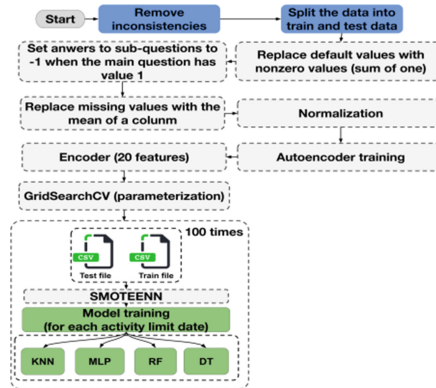 Start
Remove
inconsistencies
Split the data into
train and test data
Set anwers to sub-questions to
-1 when the main question has
value 1
Replace default values with
nonzero values (sum of one)
Replace missing values with the
mean of a colunm
Normalization
Encoder (20 features)
Autoencoder training
GridSearchCV (parameterization)
100 times
CSV
CSV
Test file
Train file
SMOTEENN
Model training
(for each activity limit date)
KNN
MLP
RF
DT